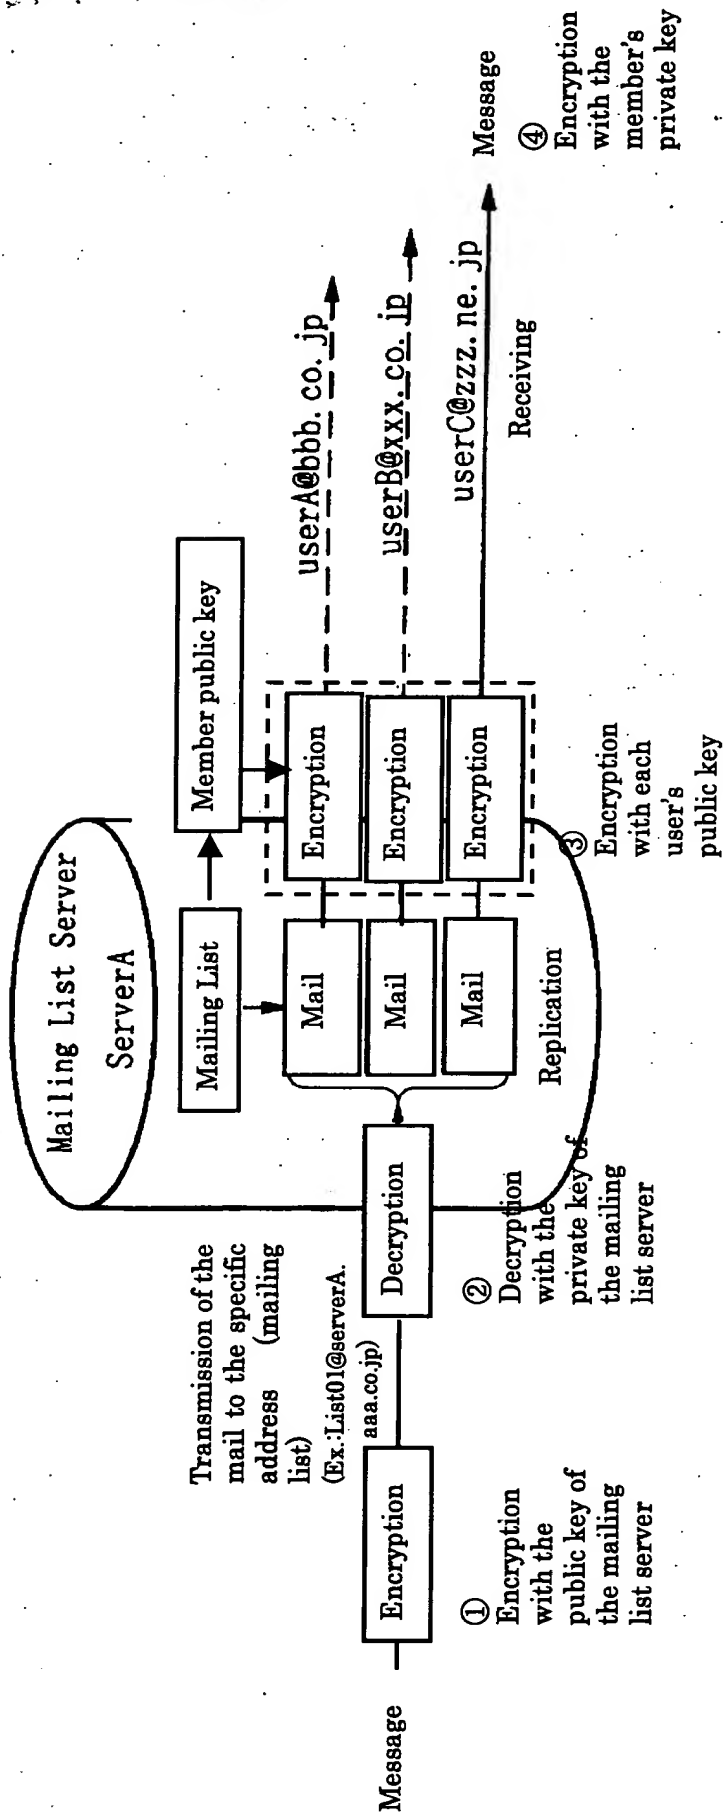 Mailing List Server
ServerA
Mailing List
Member public key
Transmission of the
mail to the specific
address (mailing
list)
(Ex.:List01@serverA.
aaa.co.jp)
Message
Encryption
Decryption
Mail
Mail
Mail
Encryption
Encryption
Encryption
userA@bbb.co.jp
userB@xxx.co.jp
userC@zzz.ne.jp
Message
Replication
Receiving
①
Encryption
with the
public key of
the mailing
list server
②
Decryption
with the
private key of
the mailing
list server
③
Encryption
with each
user's
public key
④
Encryption
with the
member's
private key